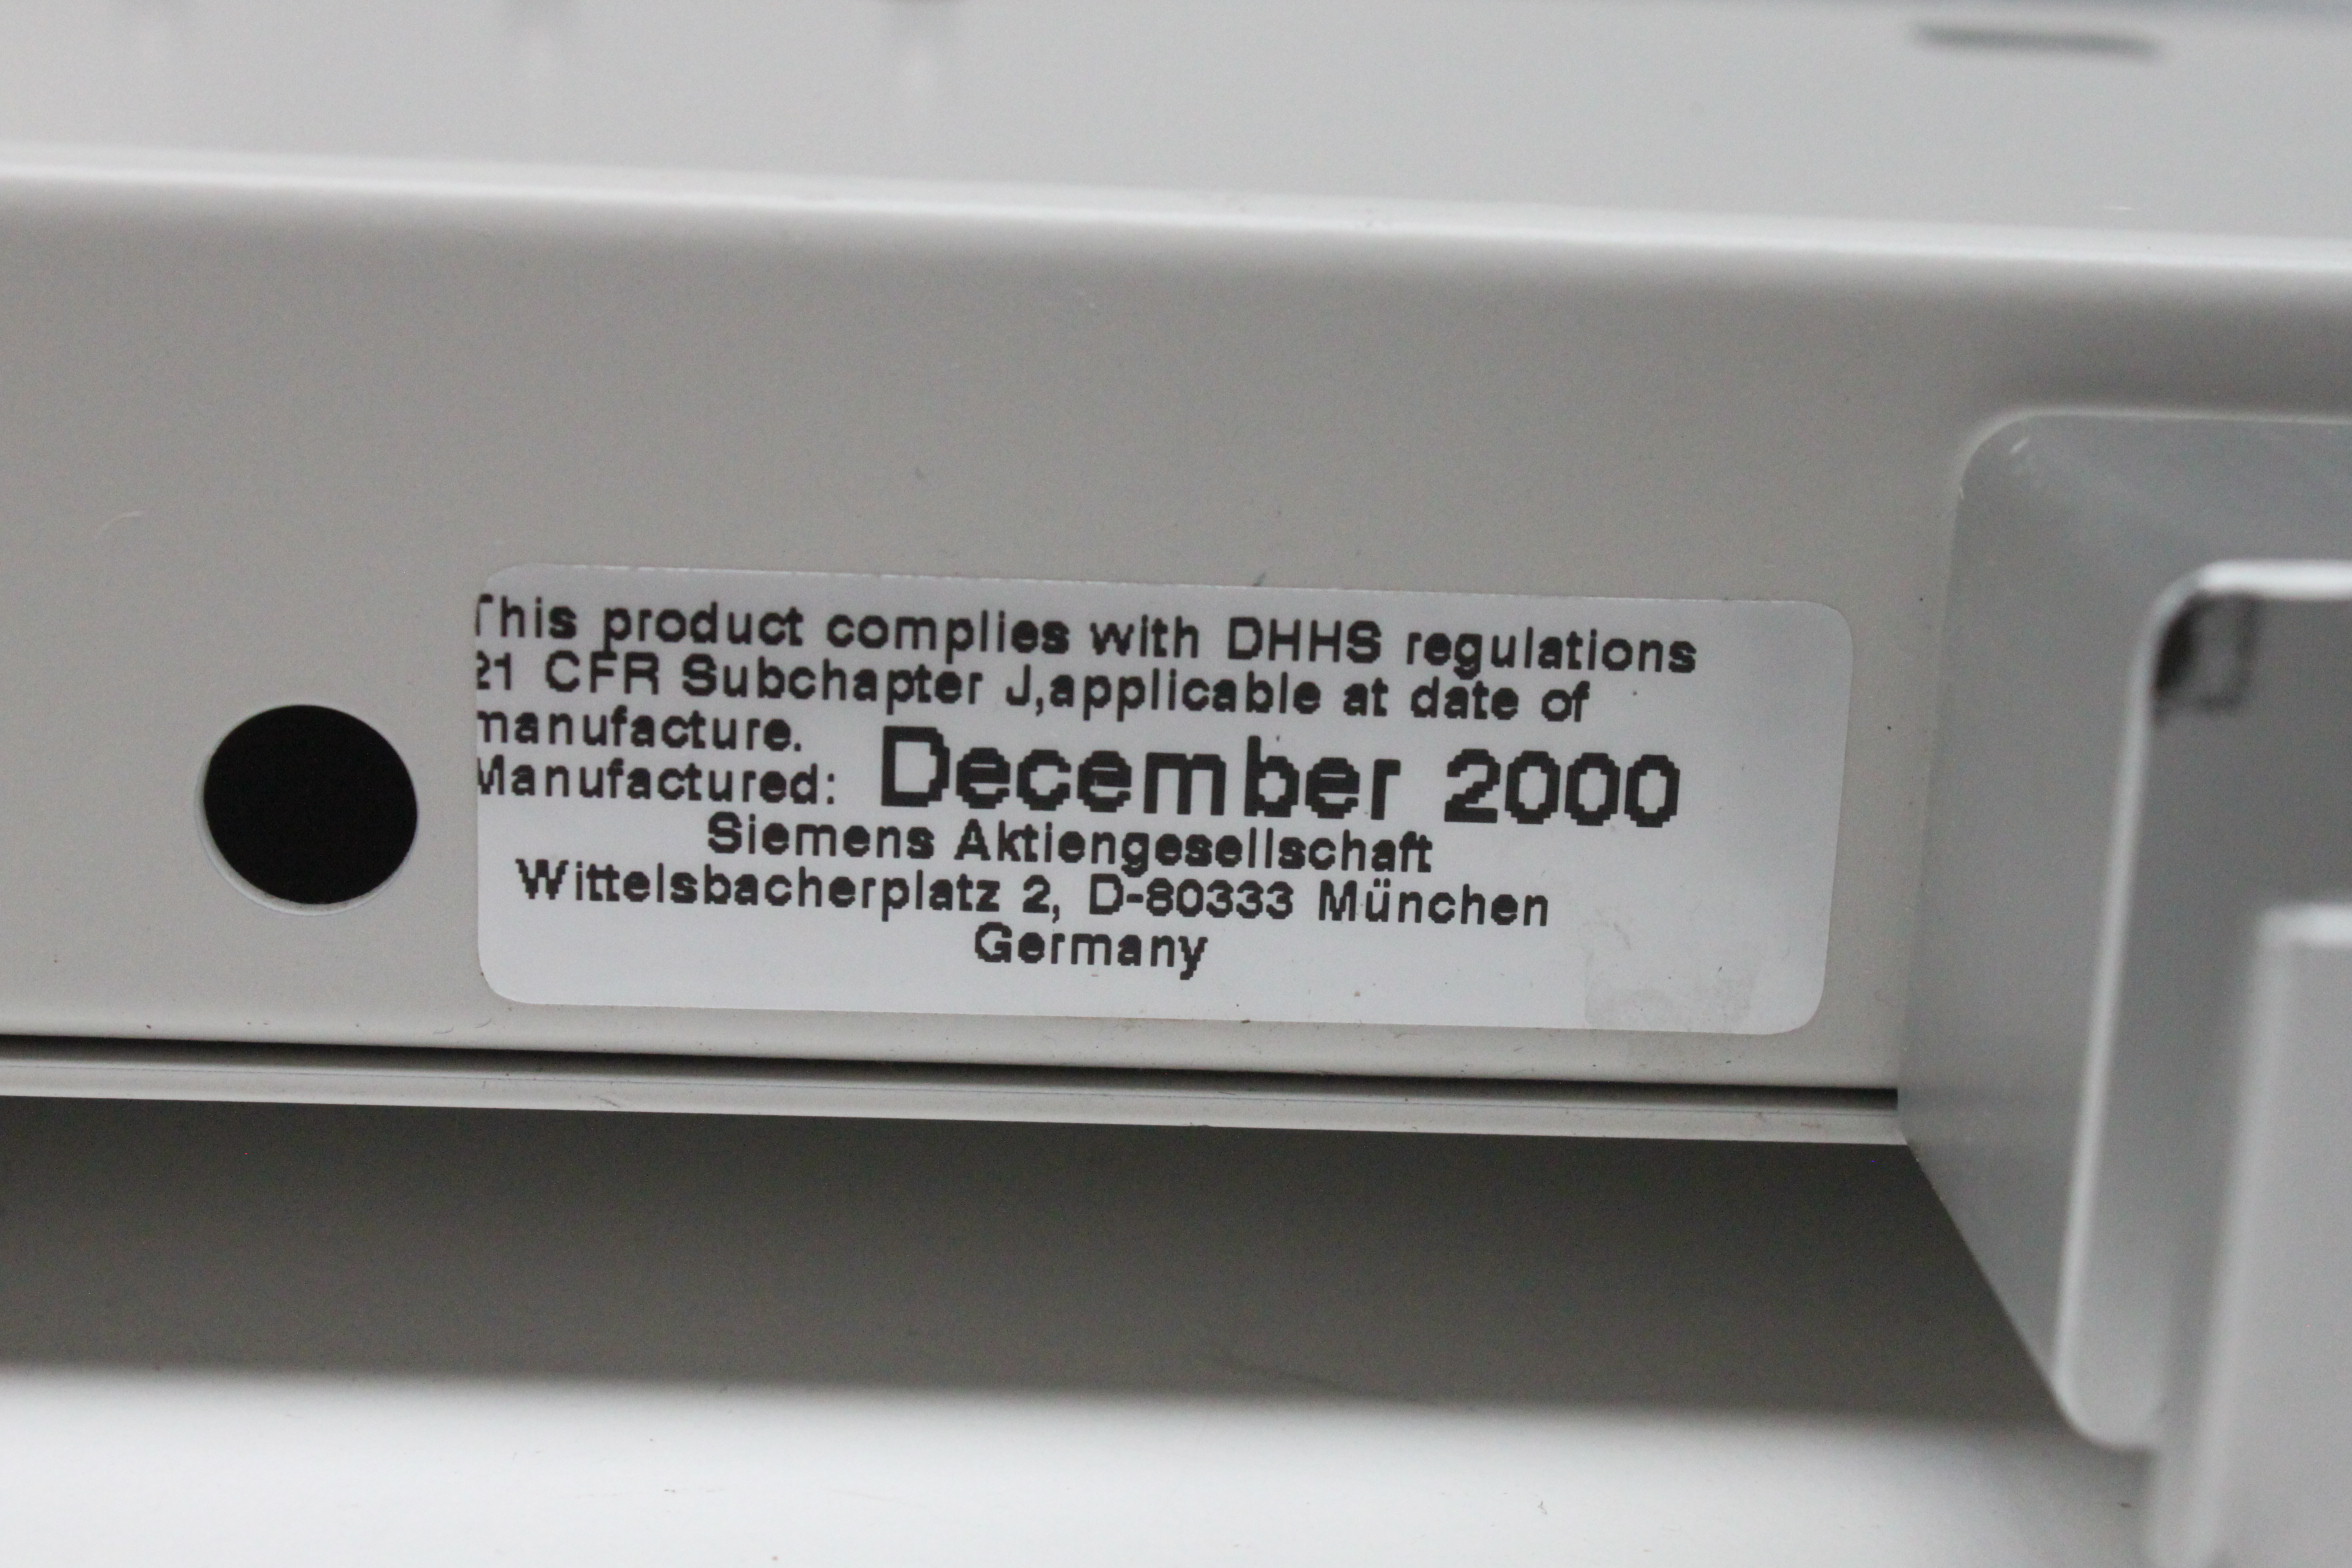 This product complies with DHHS regulations
21 CFR Subchapter J,applicable at date of
manufacture.
Manufactured: December 2000
Siemens Aktiengesellschaft
Wittelsbacherplatz 2, D-80333 München
Germany